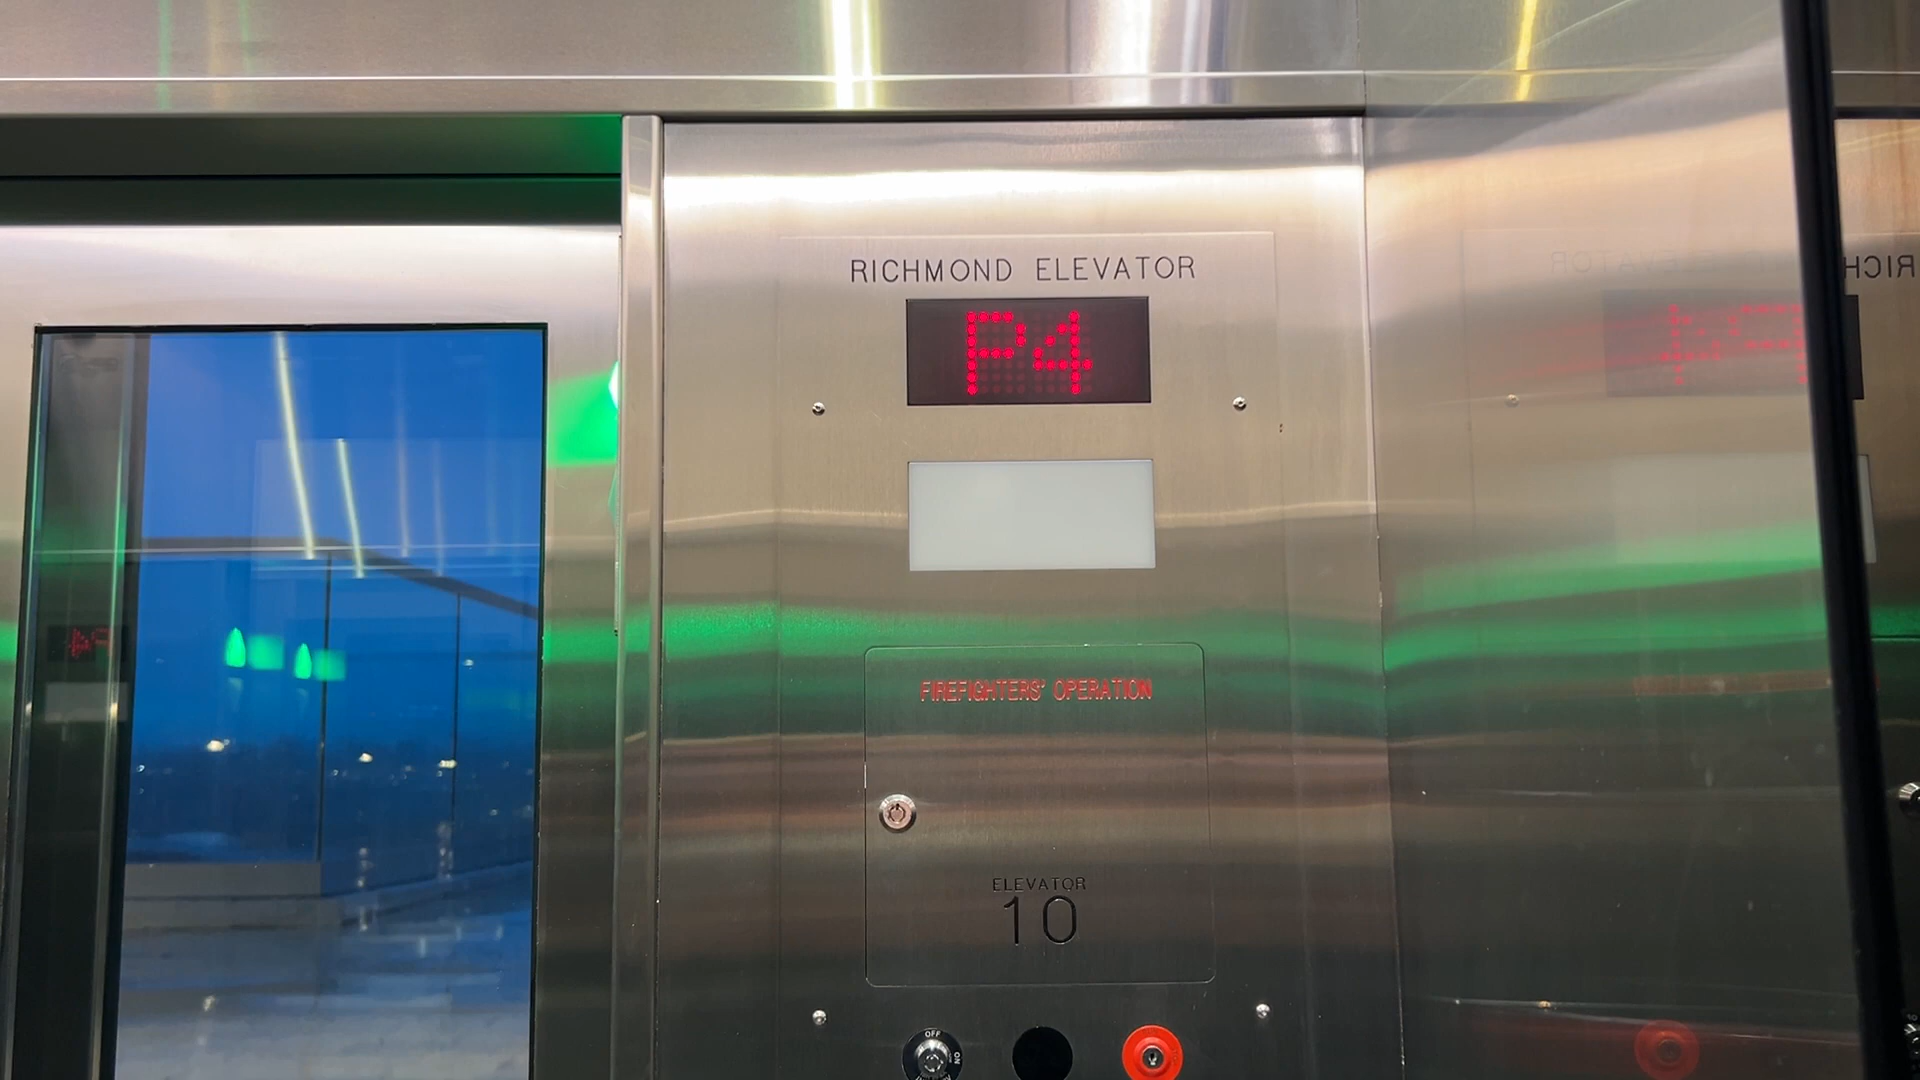 RICHMOND ELEVATOR
P4
FIREFIGHTERS' OPERATION
ELEVATOR
10
OFF
ON